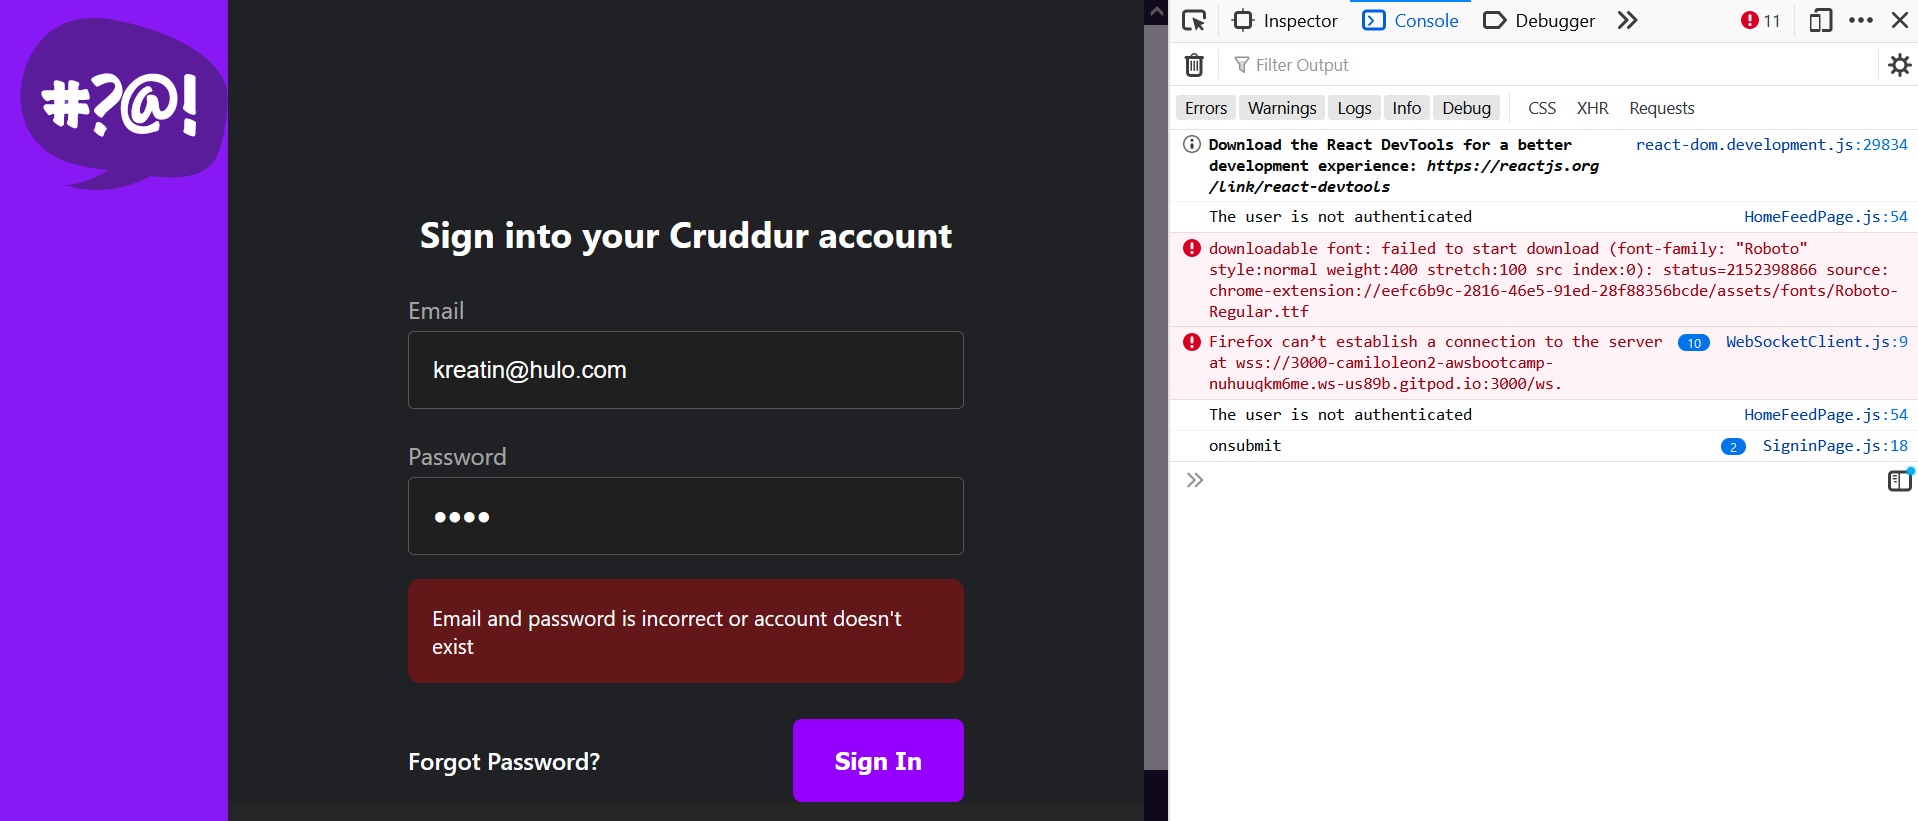 #?@!
Sign into your Cruddur account
Email
kreatin@hulo.com
Password
••••
Email and password is incorrect or account doesn't
exist
Forgot Password?
Sign In
Inspector
Console
Debugger
11
Filter Output
Errors
Warnings
Logs
Info
Debug
CSS
XHR
Requests
Download the React DevTools for a better react-dom.development.js:29834
development experience: https://reactjs.org
/link/react-devtools
The user is not authenticated HomeFeedPage.js:54
downloadable font: failed to start download (font-family: "Roboto"
style:normal weight:400 stretch:100 src index:0): status=2152398866 source:
chrome-extension://eefc6b9c-2816-46e5-91ed-28f88356bcde/assets/fonts/Roboto-
Regular.ttf
Firefox can’t establish a connection to the server 10 WebSocketClient.js:9
at wss://3000-camiloleon2-awsbootcamp-
nuhuuqkm6me.ws-us89b.gitpod.io:3000/ws.
The user is not authenticated HomeFeedPage.js:54
onsubmit 2 SigninPage.js:18